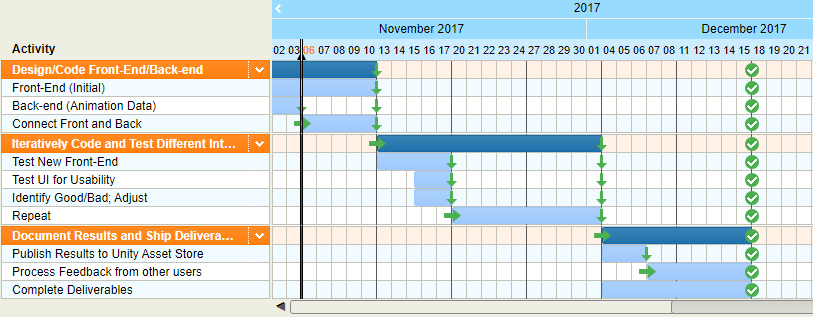 2017
November 2017 December 2017
Activity 02 03 06 07 08 09 10 13 14 15 16 17 20 21 22 23 24 27 28 29 30 01 04 05 06 07 08 11 12 13 14 15 18 19 20 21
Design/Code Front-End/Back-end
Front-End (Initial)
Back-end (Animation Data)
Connect Front and Back
Iteratively Code and Test Different Int...
Test New Front-End
Test UI for Usability
Identify Good/Bad; Adjust
Repeat
Document Results and Ship Delivera...
Publish Results to Unity Asset Store
Process Feedback from other users
Complete Deliverables